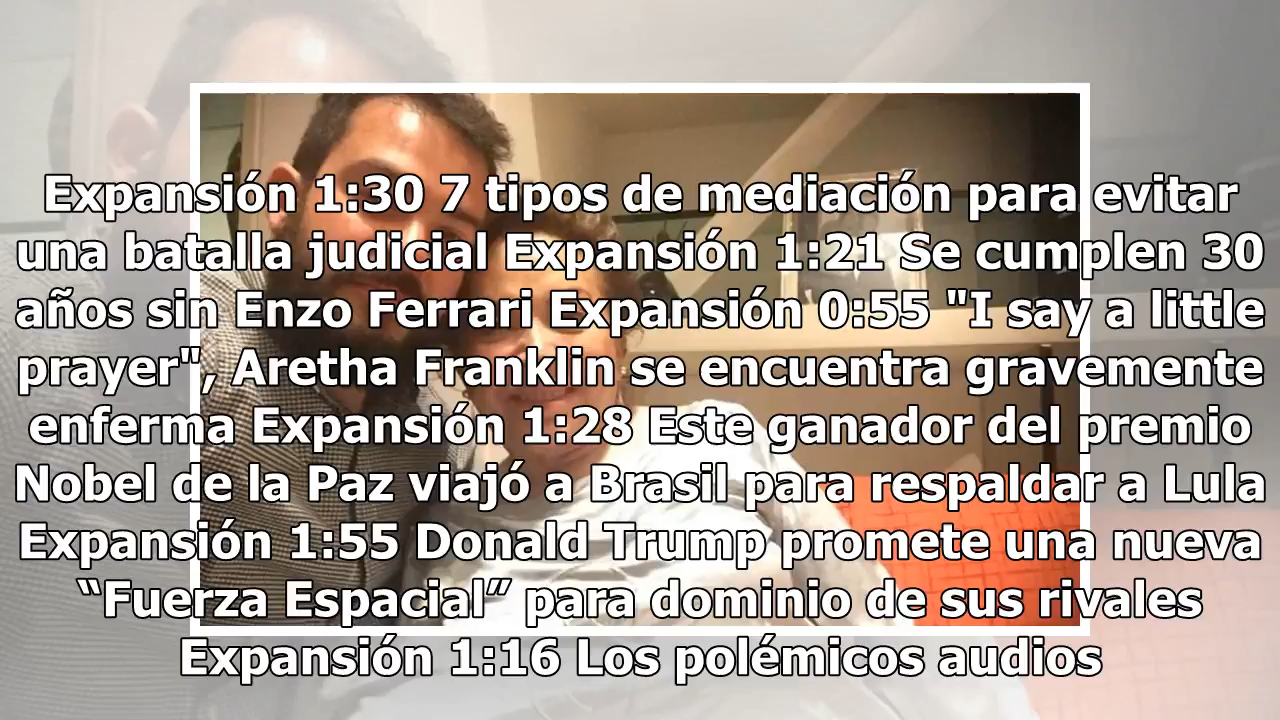 Expansión 1:30 7 tipos de mediación para evitar
una batalla judicial Expansión 1:21 Se cumplen 30
años sin Enzo Ferrari Expansión 0:55 "I say a little
prayer", Aretha Franklin se encuentra gravemente
enferma Expansión 1:28 Este ganador del premio
Nobel de la Paz viajó a Brasil para respaldar a Lula
Expansión 1:55 Donald Trump promete una nueva
“Fuerza Espacial” para dominio de sus rivales
Expansión 1:16 Los polémicos audios